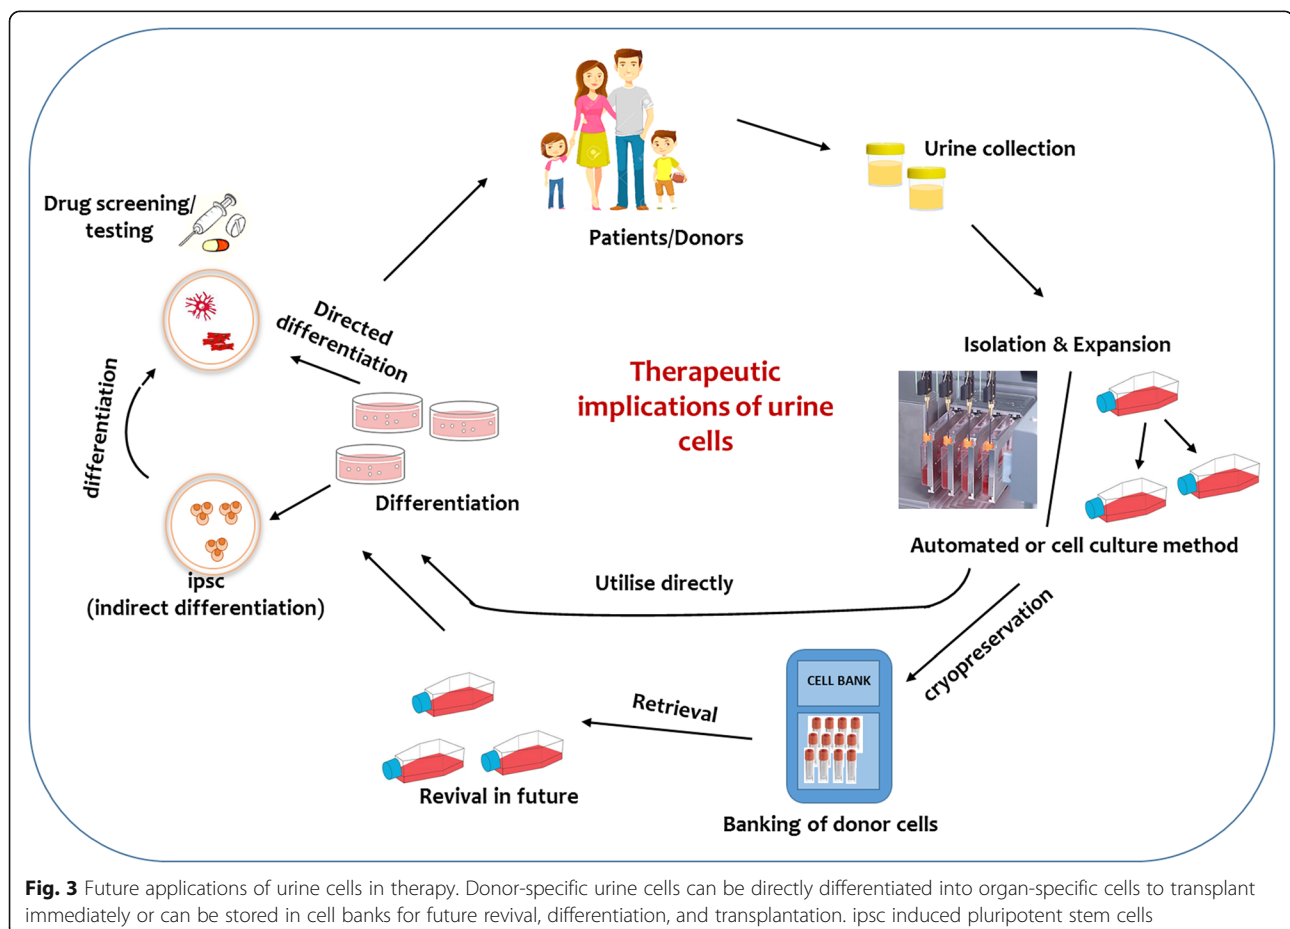 Patients/Donors
Urine collection
Isolation & Expansion
Automated or cell culture method
Utilise directly
cryopreservation
CELL BANK
Banking of donor cells
Retrieval
Revival in future
Differentiation
Directed
differentiation
ipsc
(indirect differentiation)
differentiation
Drug screening/
testing
Therapeutic
implications of urine
cells
Fig. 3 Future applications of urine cells in therapy. Donor-specific urine cells can be directly differentiated into organ-specific cells to transplant
immediately or can be stored in cell banks for future revival, differentiation, and transplantation. ipsc induced pluripotent stem cells